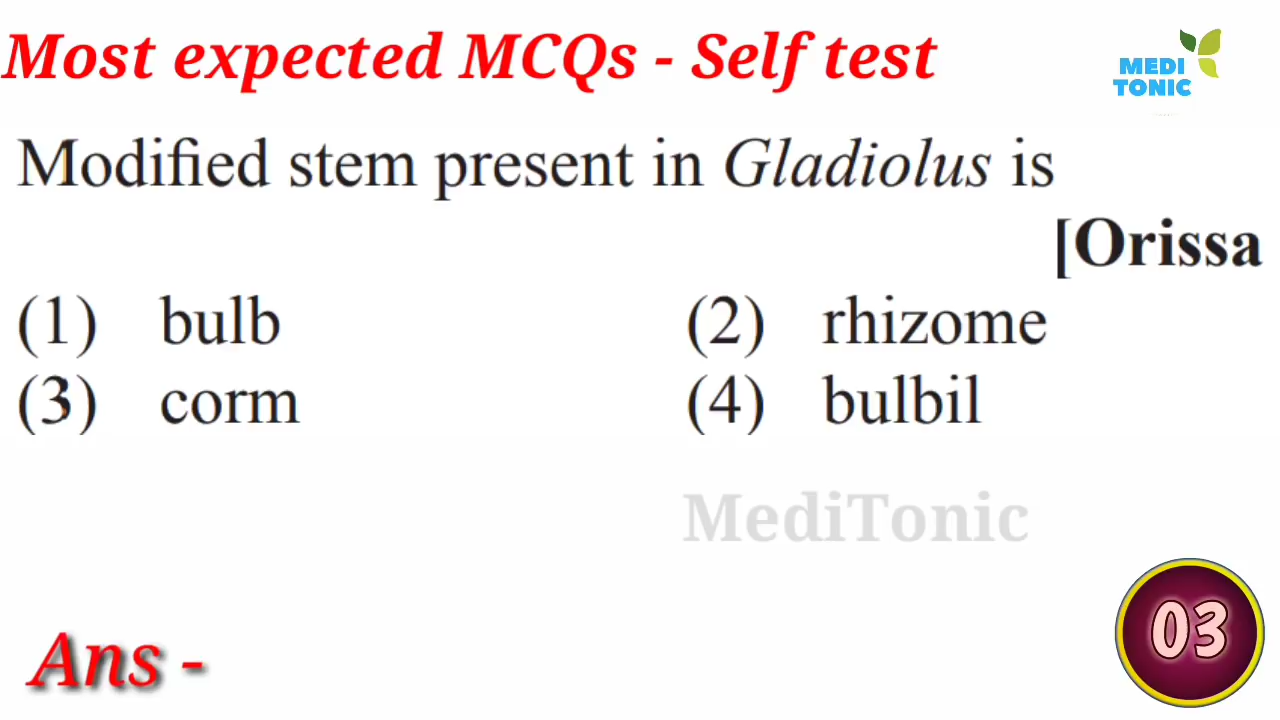 Most expected MCQs - Self test
MEDI
TONIC
Modified stem present in Gladiolus is
[Orissa
(1) bulb (2) rhizome
(3) corm (4) bulbil
MediTonic
03
Ans -